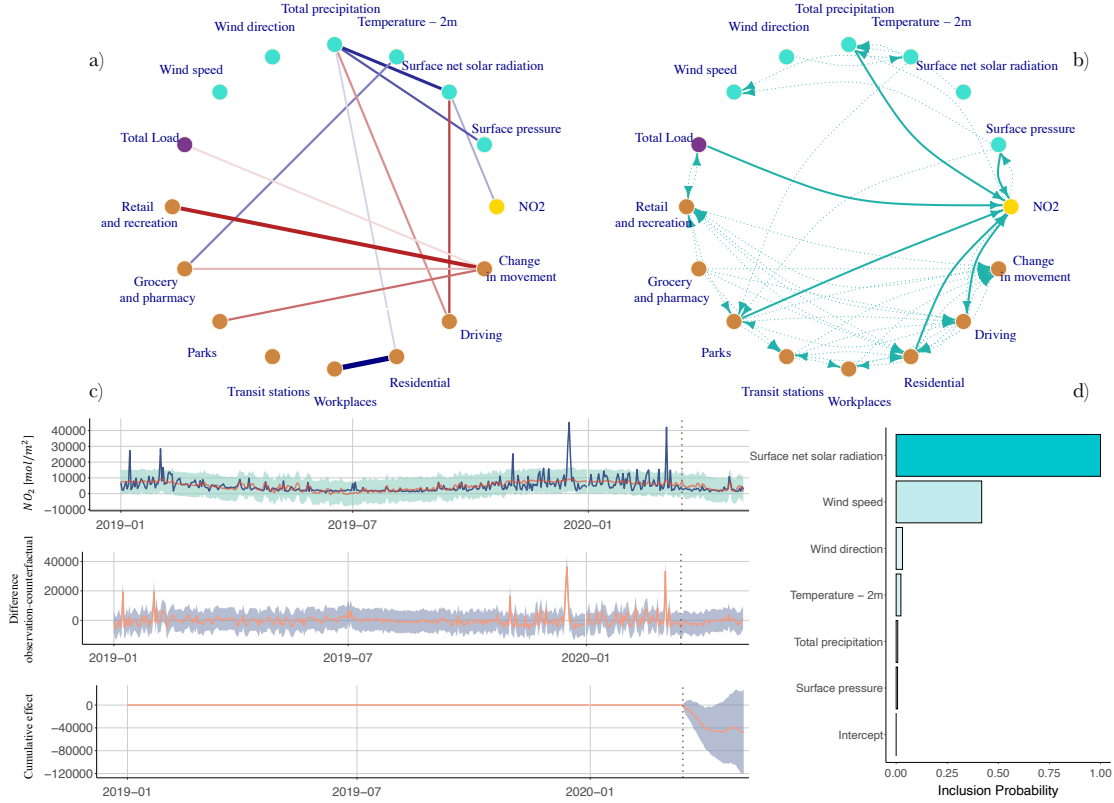 Total precipitation
Wind direction
Temperature – 2m
a)
Surface net solar radiation
Wind speed
Total Load
Surface pressure
Retail
and recreation
NO2
Grocery
and pharmacy
Change
in movement
Parks
Driving
Transit stations
Residential
Workplaces
Total precipitation
Wind direction
Temperature – 2m
b)
Surface net solar radiation
Wind speed
Total Load
Surface pressure
Retail
and recreation
NO2
Grocery
and pharmacy
Change
in movement
Parks
Driving
Transit stations
Residential
Workplaces
c)
NO₂ [mol/m²]
40000
30000
20000
10000
0
−10000
2019−01
2019−07
2020−01
Difference
observation-counterfactual
40000
20000
0
2019−01
2019−07
2020−01
Cumulative effect
0
−40000
−80000
−120000
2019−01
2019−07
2020−01
d)
Surface net solar radiation
Wind speed
Wind direction
Temperature − 2m
Total precipitation
Surface pressure
Intercept
0.00
0.25
0.50
0.75
1.00
Inclusion Probability